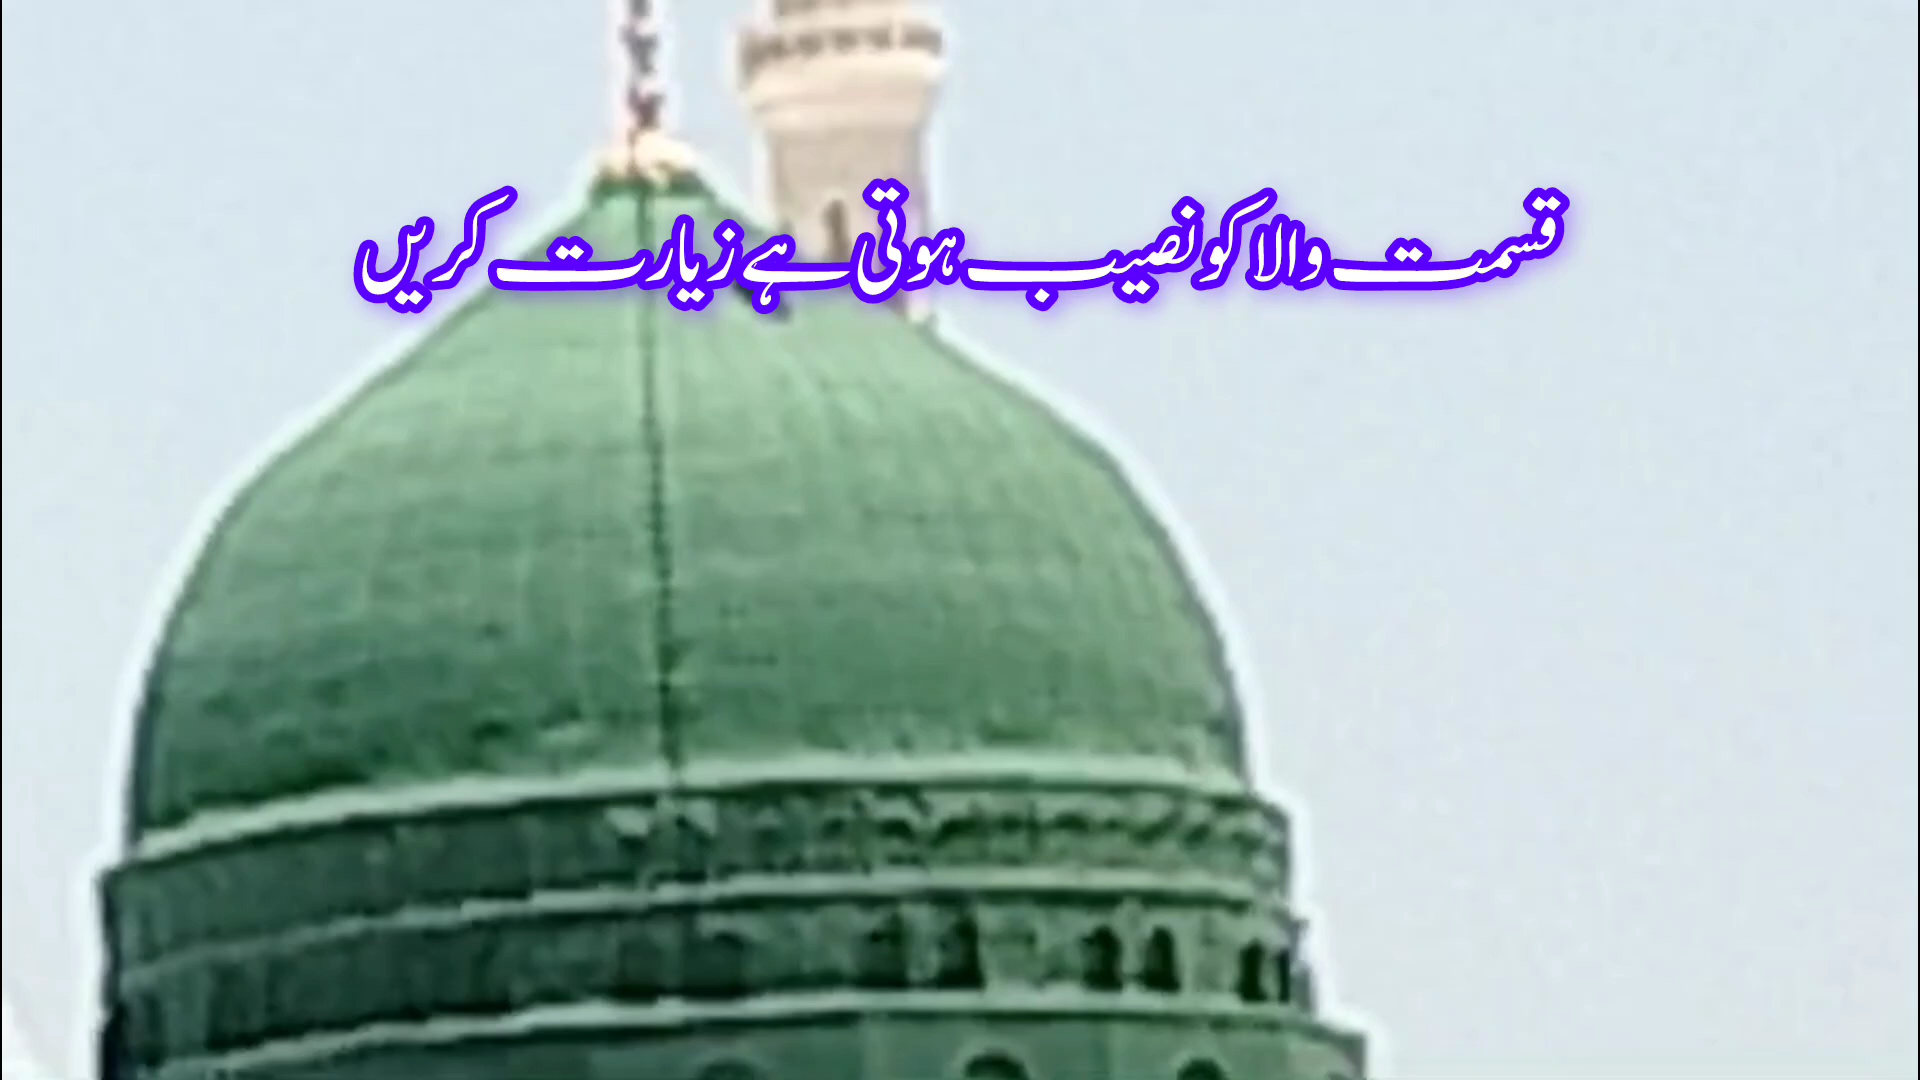 قسمت والا کو نصیب ہوتی ہے زیارت کریں